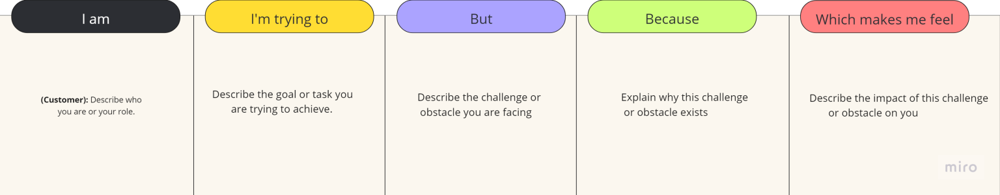 I am
(Customer): Describe who
you are or your role.
I'm trying to
Describe the goal or task you
are trying to achieve.
But
Describe the challenge or
obstacle you are facing
Because
Explain why this challenge
or obstacle exists
Which makes me feel
Describe the impact of this challenge
or obstacle on you
miro